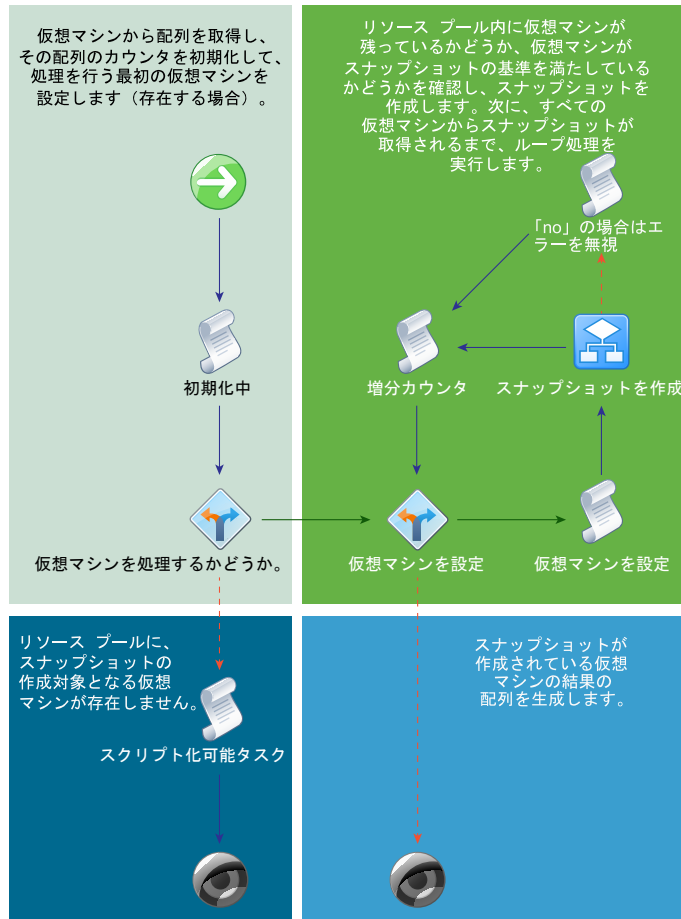 仮想マシンから配列を取得し、
その配列のカウンタを初期化して、
処理を行う最初の仮想マシンを
設定します（存在する場合）。
初期化中
仮想マシンを処理するかどうか。
リソース プール内に仮想マシンが
残っているかどうか、仮想マシンが
スナップショットの基準を満たしている
かどうかを確認し、スナップショットを
作成します。次に、すべての
仮想マシンからスナップショットが
取得されるまで、ループ処理を
実行します。
「no」の場合はエ
ラーを無視
増分カウンタ
スナップショットを作成
仮想マシンを設定
仮想マシンを設定
リソース プールに、
スナップショットの
作成対象となる仮想
マシンが存在しません。
スクリプト化可能タスク
スナップショットが
作成されている仮想
マシンの結果の
配列を生成します。